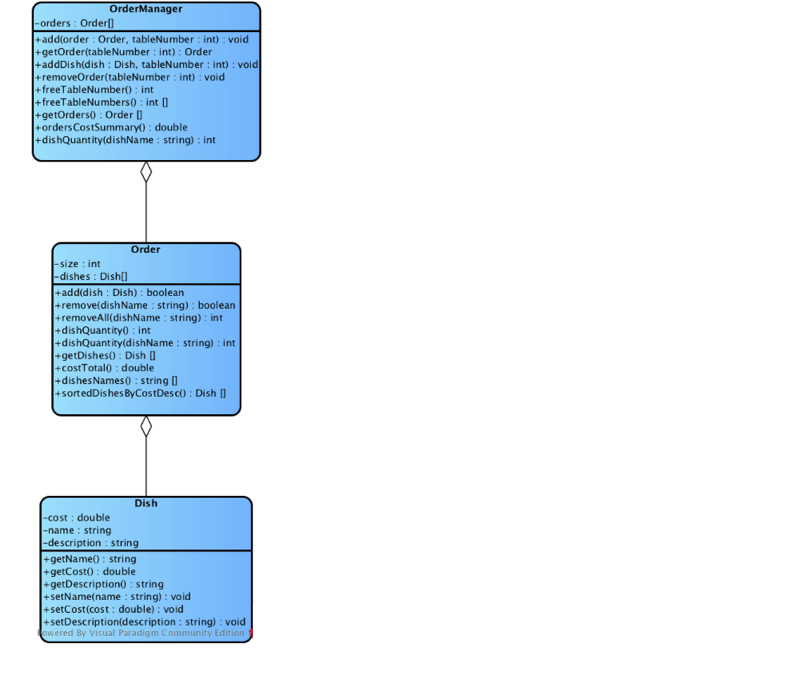 OrderManager
-orders : Order[]
+add(order : Order, tableNumber : int) : void
+getOrder(tableNumber : int) : Order
+addDish(dish : Dish, tableNumber : int) : void
+removeOrder(tableNumber : int) : void
+freeTableNumber() : int
+freeTableNumbers() : int []
+getOrders() : Order []
+ordersCostSummary() : double
+dishQuantity(dishName : string) : int
Order
-size : int
-dishes : Dish[]
+add(dish : Dish) : boolean
+remove(dishName : string) : boolean
+removeAll(dishName : string) : int
+dishQuantity() : int
+dishQuantity(dishName : string) : int
+getDishes() : Dish []
+costTotal() : double
+dishesNames() : string []
+sortedDishesByCostDesc() : Dish []
Dish
-cost : double
-name : string
-description : string
+getName() : string
+getCost() : double
+getDescription() : string
+setName(name : string) : void
+setCost(cost : double) : void
+setDescription(description : string) : void
Powered By Visual Paradigm Community Edition